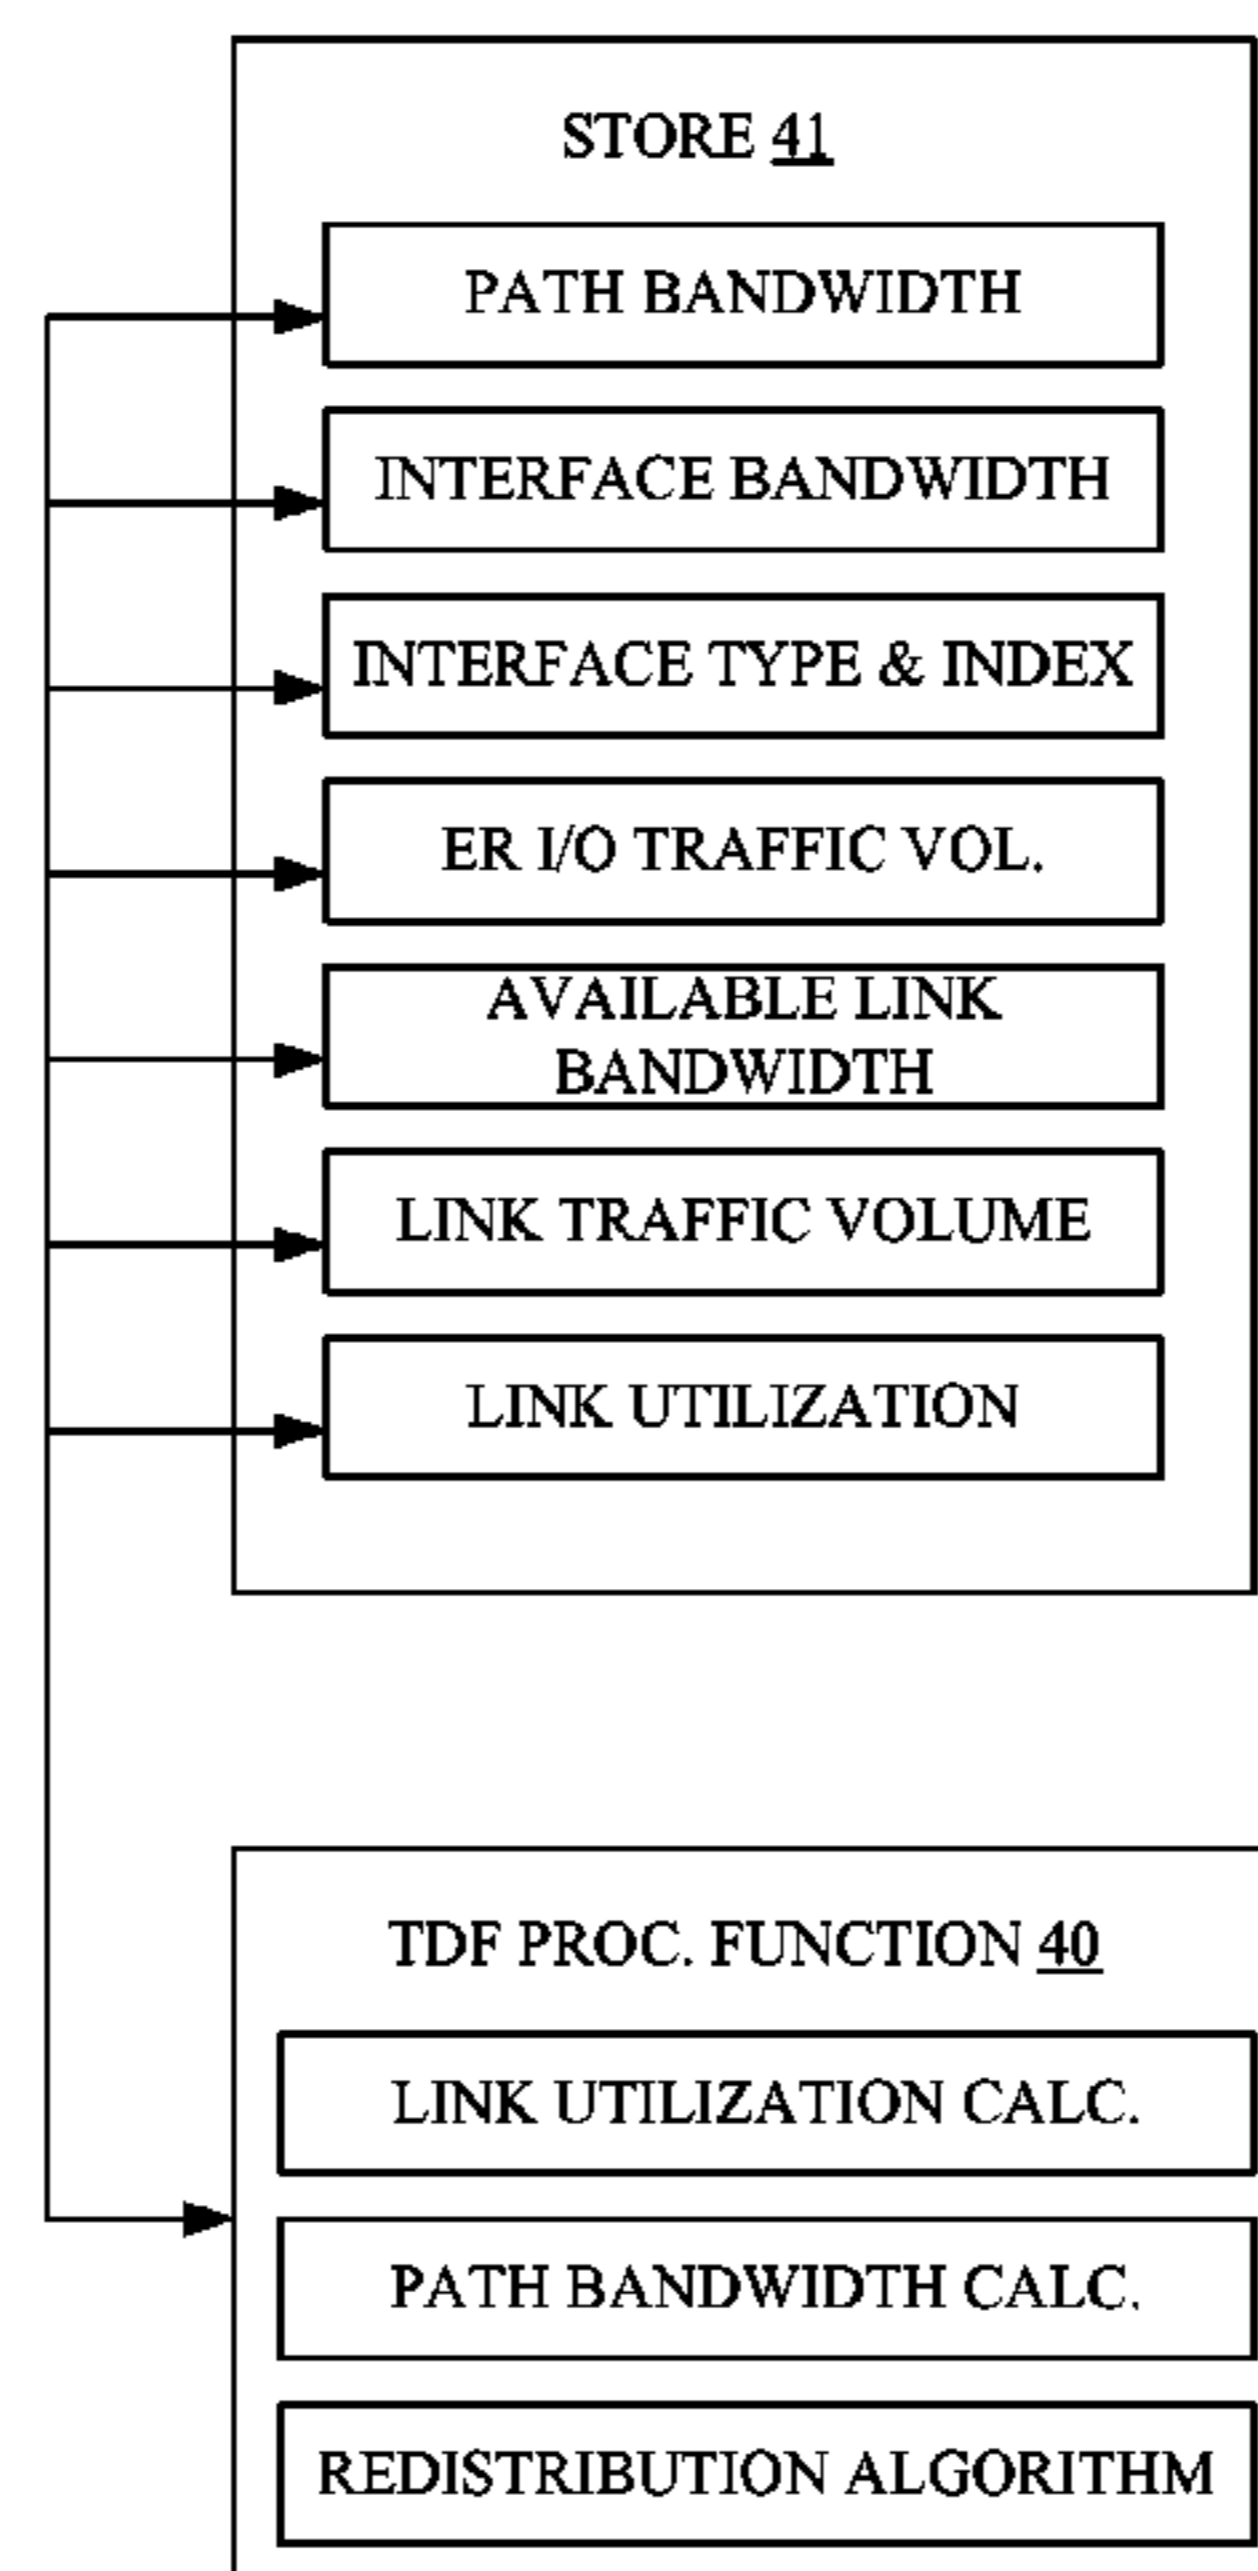 STORE 41
PATH BANDWIDTH
INTERFACE BANDWIDTH
INTERFACE TYPE & INDEX
ER I/O TRAFFIC VOL.
AVAILABLE LINK
BANDWIDTH
LINK TRAFFIC VOLUME
LINK UTILIZATION
TDF PROC. FUNCTION 40
LINK UTILIZATION CALC.
PATH BANDWIDTH CALC.
REDISTRIBUTION ALGORITHM